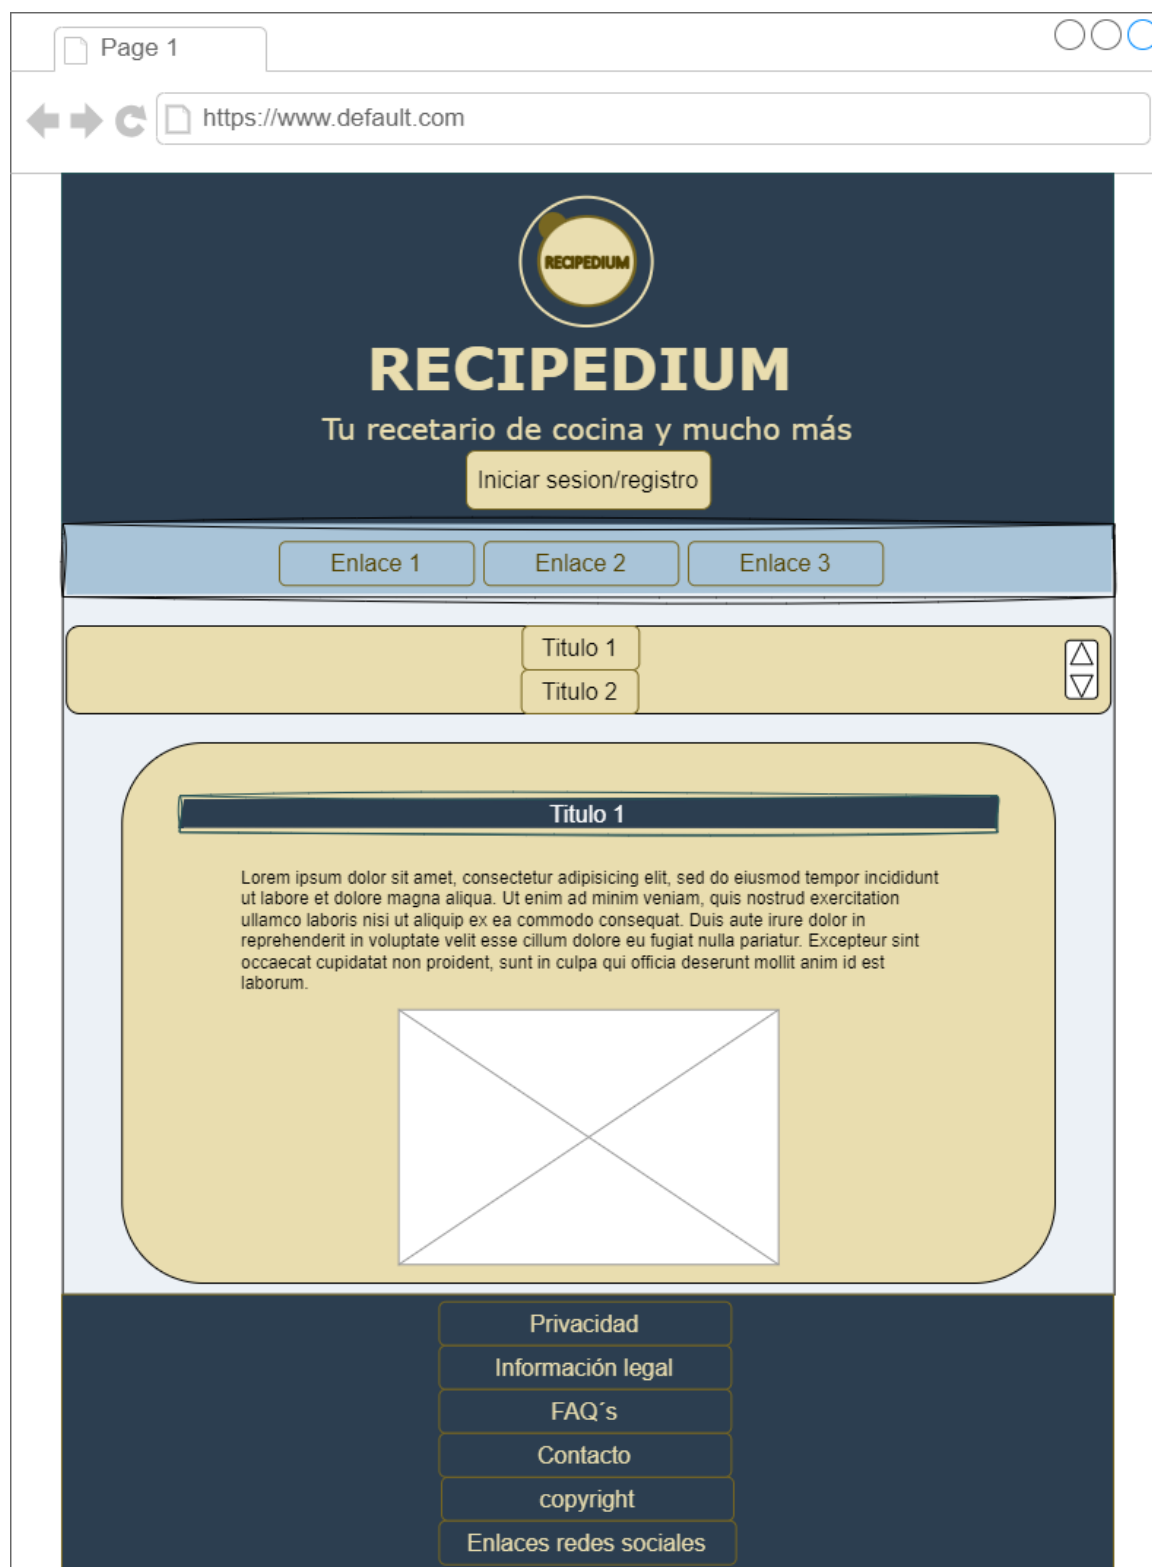 Page 1
https://www.default.com
RECIPEDIUM
RECIPEDIUM
Tu recetario de cocina y mucho más
Iniciar sesion/registro
Enlace 1 Enlace 2 Enlace 3
Titulo 1
Titulo 2
Titulo 1
Lorem ipsum dolor sit amet, consectetur adipisicing elit, sed do eiusmod tempor incididunt
ut labore et dolore magna aliqua. Ut enim ad minim veniam, quis nostrud exercitation
ullamco laboris nisi ut aliquip ex ea commodo consequat. Duis aute irure dolor in
reprehenderit in voluptate velit esse cillum dolore eu fugiat nulla pariatur. Excepteur sint
occaecat cupidatat non proident, sunt in culpa qui officia deserunt mollit anim id est
laborum.
Privacidad
Información legal
FAQ´s
Contacto
copyright
Enlaces redes sociales